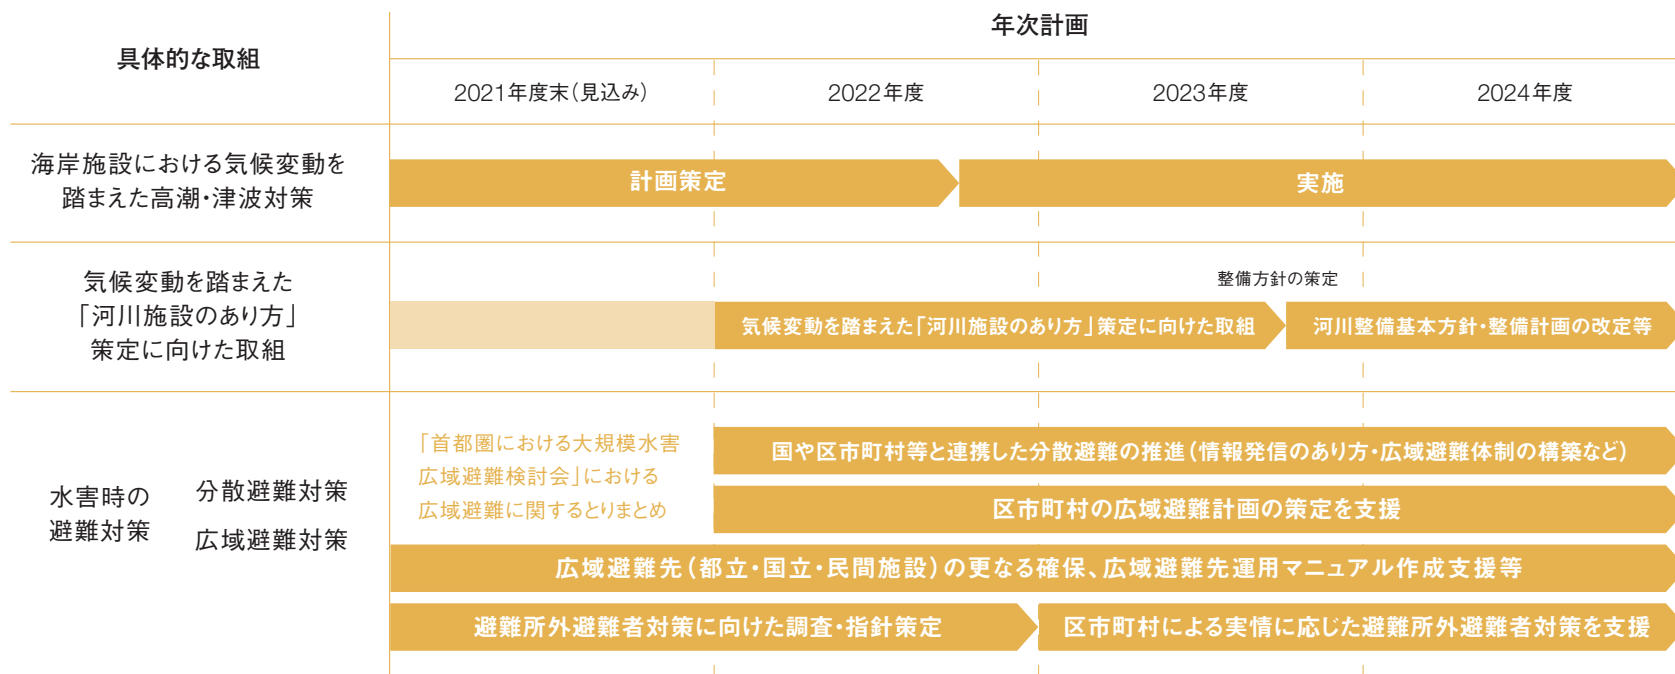 具体的な取組
年次計画
2021年度末（見込み）
2022年度
2023年度
2024年度
海岸施設における気候変動を
踏まえた高潮・津波対策
計画策定
実施
気候変動を踏まえた
「河川施設のあり方」
策定に向けた取組
整備方針の策定
気候変動を踏まえた「河川施設のあり方」策定に向けた取組
河川整備基本方針・整備計画の改定等
水害時の
避難対策
分散避難対策
広域避難対策
「首都圏における大規模水害
広域避難検討会」における
広域避難に関するとりまとめ
国や区市町村等と連携した分散避難の推進（情報発信のあり方・広域避難体制の構築など）
区市町村の広域避難計画の策定を支援
広域避難先（都立・国立・民間施設）の更なる確保、広域避難先運用マニュアル作成支援等
避難所外避難者対策に向けた調査・指針策定
区市町村による実情に応じた避難所外避難者対策を支援